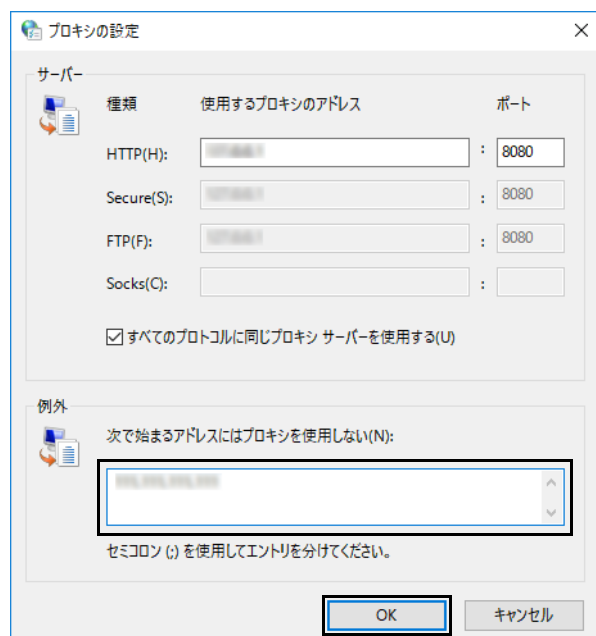 プロキシの設定
サーバー
種類 使用するプロキシのアドレス ポート
HTTP(H): : 8080
Secure(S): : 8080
FTP(F): : 8080
Socks(C): :
すべてのプロトコルに同じプロキシ サーバーを使用する(U)
例外
次で始まるアドレスにはプロキシを使用しない(N):
セミコロン (;) を使用してエントリを分けてください。
OK キャンセル